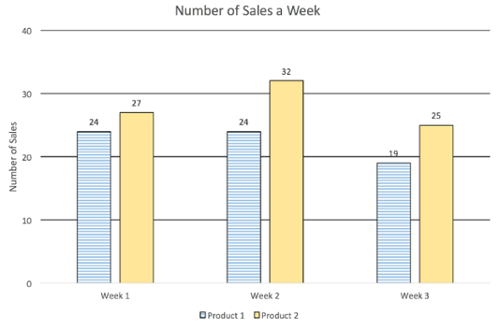 Number of Sales a Week
40
30
20
10
0
Number of Sales
24
27
24
32
19
25
Week 1
Week 2
Week 3
Product 1
Product 2